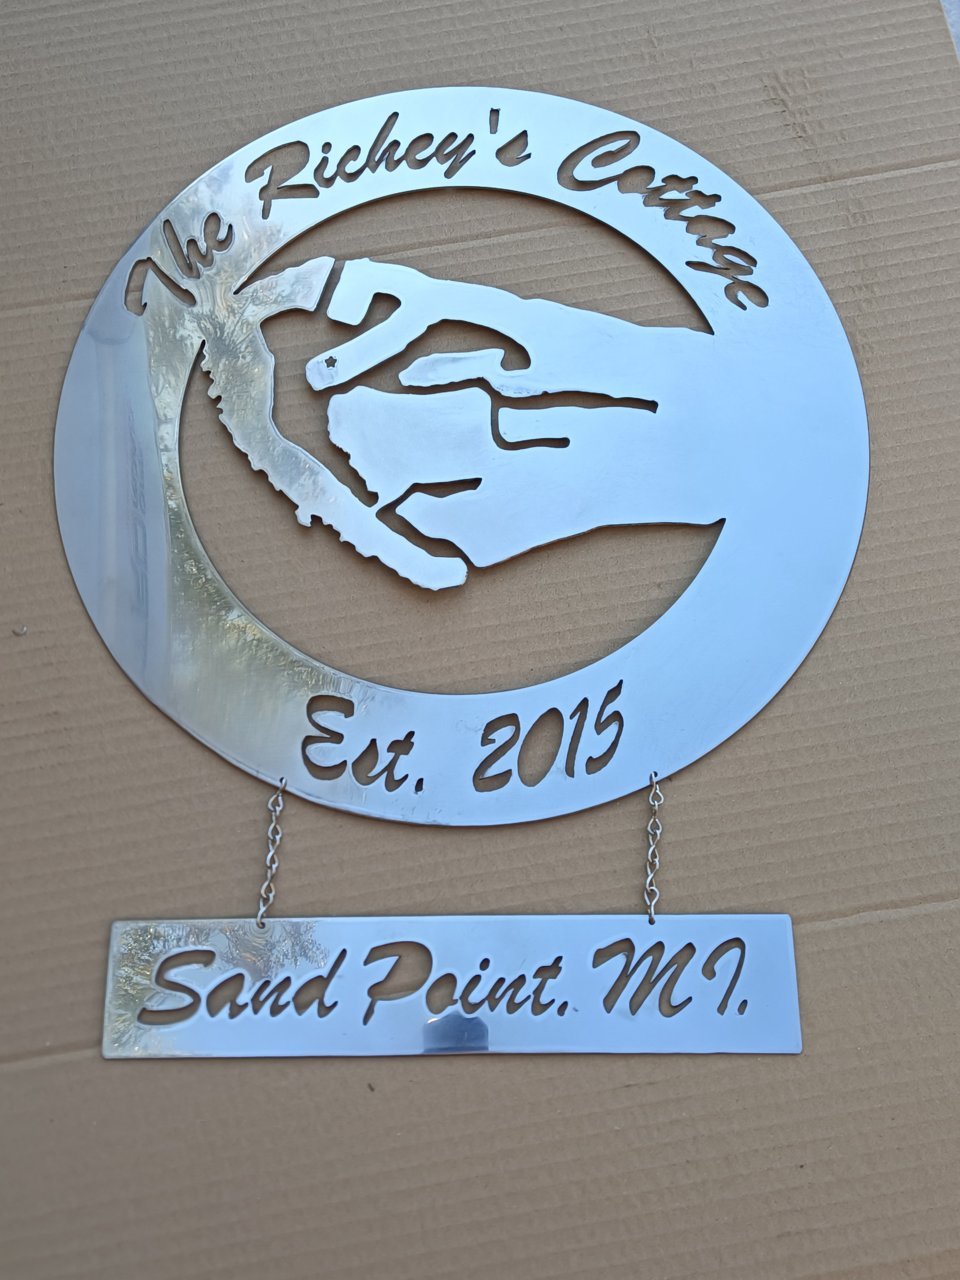 The Richey's Cottage
Est. 2015
Sand Point. MI.